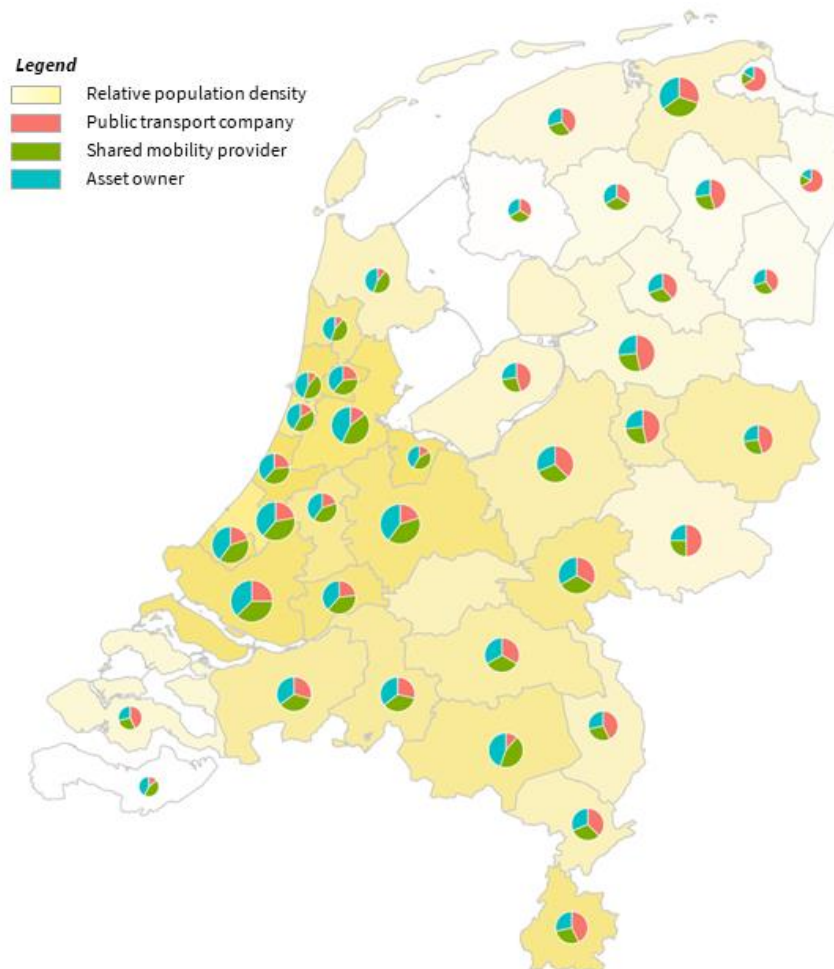 Legend
Relative population density
Public transport company
Shared mobility provider
Asset owner